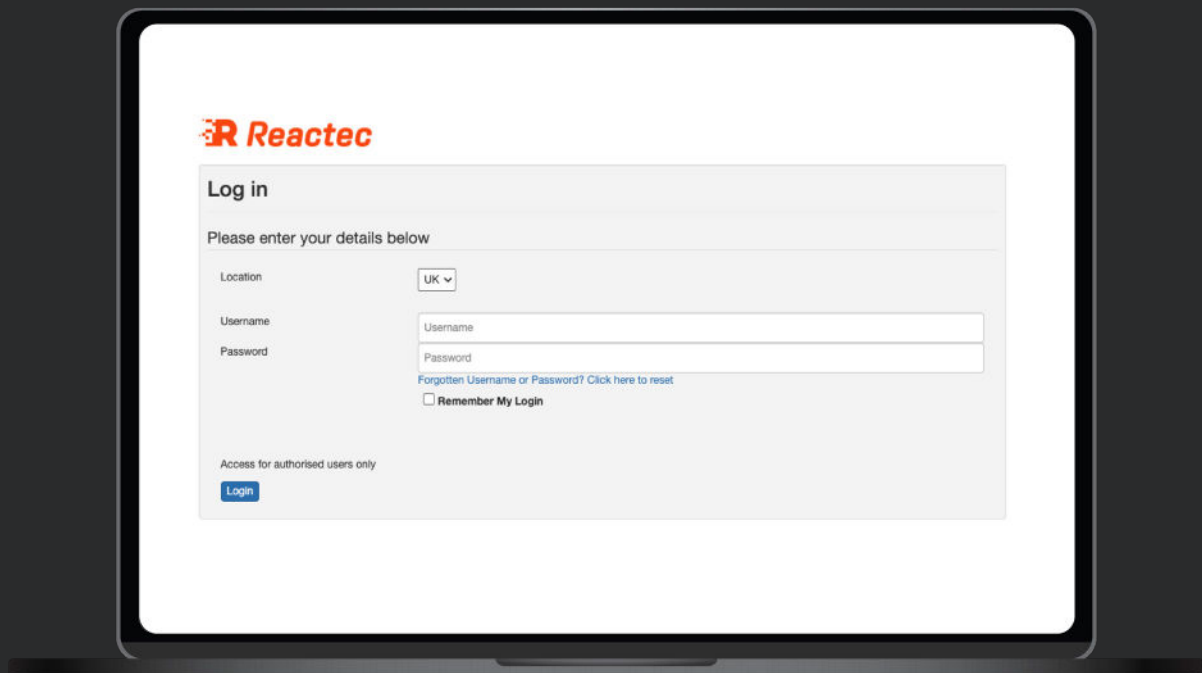 Reactec
Log in
Please enter your details below
Location
UK
Username
Username
Password
Password
Forgotten Username or Password? Click here to reset
Remember My Login
Access for authorised users only
Login